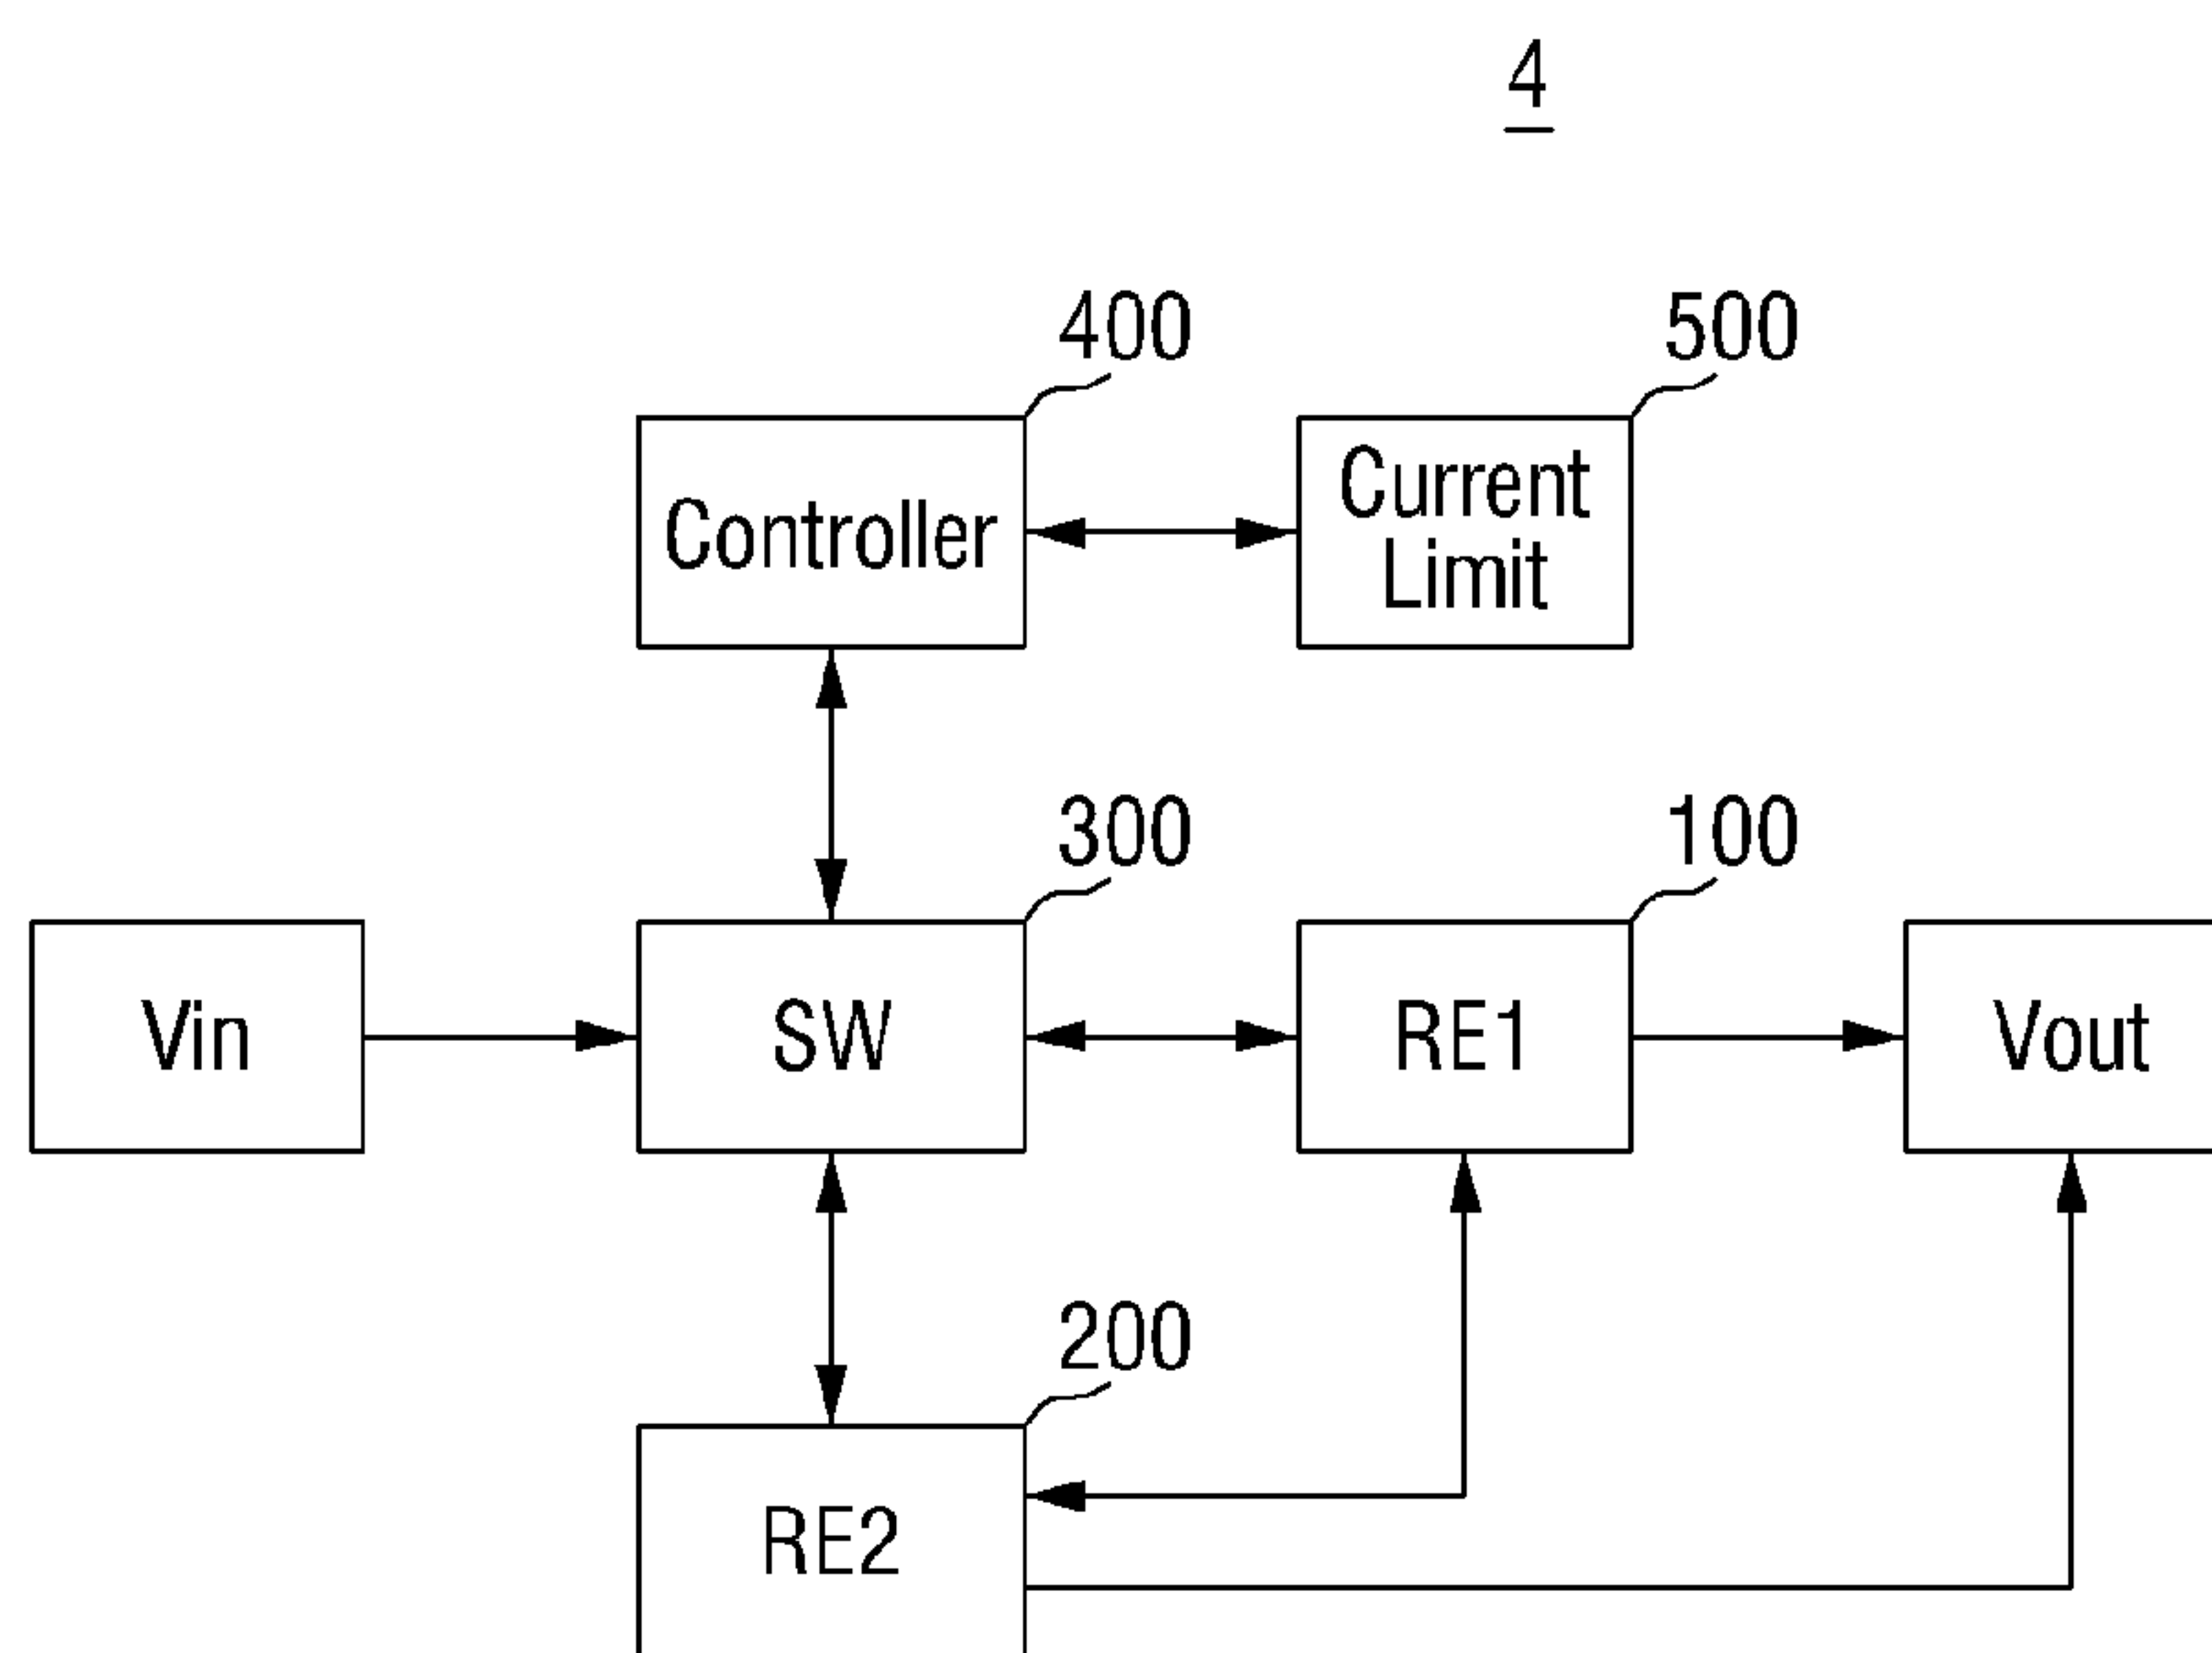 4
400
500
Controller
Current
Limit
300
100
Vin
SW
RE1
Vout
200
RE2